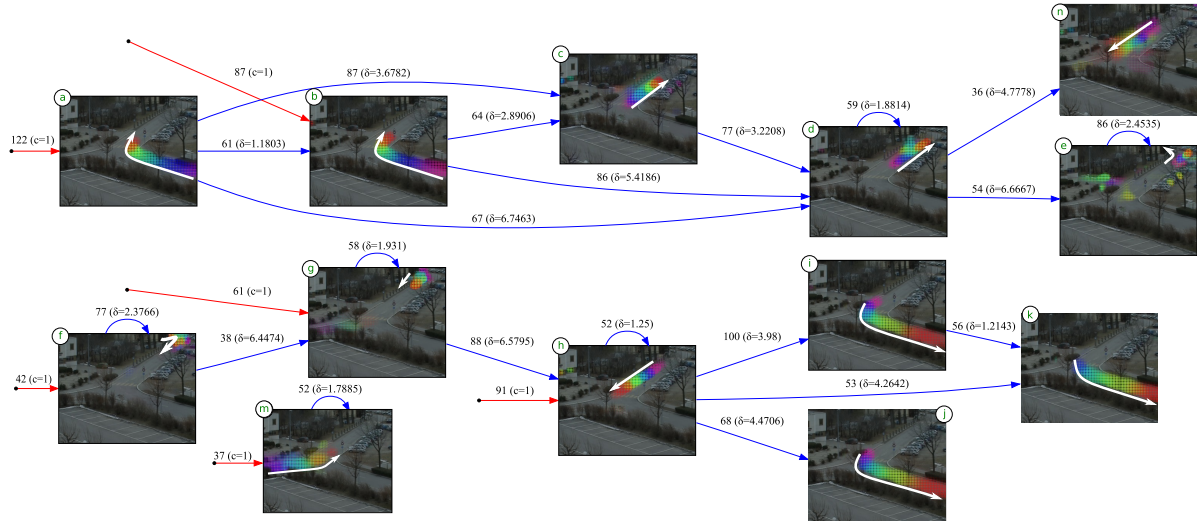 n
87 (c=1)
87 (δ=3.6782)
c
a
b
59 (δ=1.8814)
36 (δ=4.7778)
64 (δ=2.8906)
d
77 (δ=3.2208)
86 (δ=2.4535)
122 (c=1)
61 (δ=1.1803)
e
86 (δ=5.4186)
54 (δ=6.6667)
67 (δ=6.7463)
58 (δ=1.931)
g
i
61 (c=1)
77 (δ=2.3766)
k
f
38 (δ=6.4474)
52 (δ=1.25)
56 (δ=1.2143)
h
88 (δ=6.5795)
100 (δ=3.98)
42 (c=1)
91 (c=1)
53 (δ=4.2642)
52 (δ=1.7885)
m
68 (δ=4.4706)
j
37 (c=1)